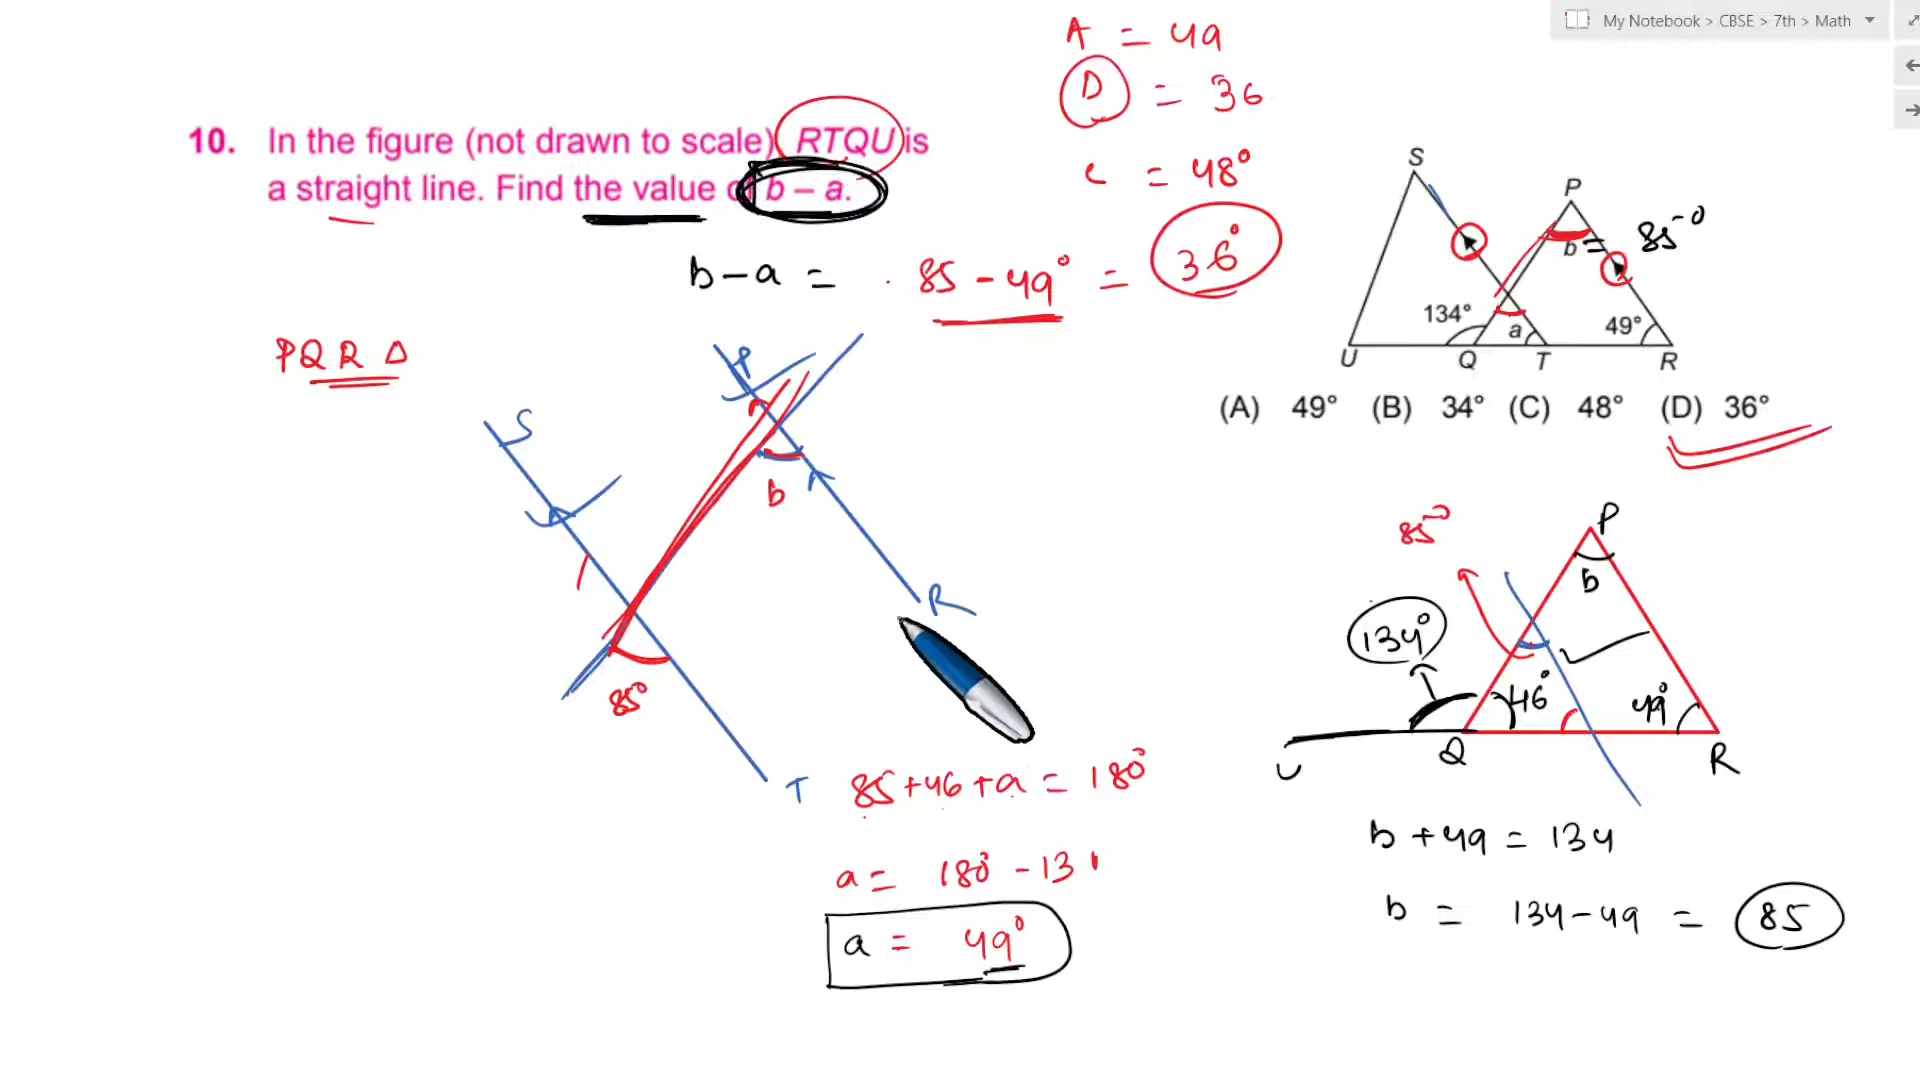 My Notebook > CBSE > 7th > Math
A = 49
D = 36
c = 48°
10. In the figure (not drawn to scale) RTQU is
a straight line. Find the value of b – a.
b - a = 85 - 49° = 36°
S
P
b = 85°
134°
a
49°
U Q T R
(A) 49° (B) 34° (C) 48° (D) 36°
PQR Δ
P
S
b
R
85°
T
85°
P
b
134°
46°
49°
U Q R
85 + 46 + a = 180°
a = 180° - 131
a = 49°
b + 49 = 134
b = 134 - 49 = 85